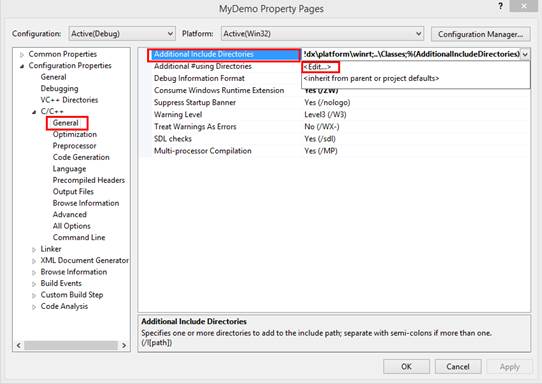 MyDemo Property Pages
?
x
Configuration: Active(Debug) Platform: Active(Win32) Configuration Manager...
Common Properties
Configuration Properties
General
Debugging
VC++ Directories
C/C++
General
Optimization
Preprocessor
Code Generation
Language
Precompiled Headers
Output Files
Browse Information
Advanced
All Options
Command Line
Linker
XML Document Generator
Browse Information
Build Events
Custom Build Step
Code Analysis
Additional Include Directories !dx\platform\winrt;..\Classes;%(AdditionalIncludeDirectories)
Additional #using Directories <Edit...>
Debug Information Format <inherit from parent or project defaults>
Consume Windows Runtime Extension Yes (/ZW)
Suppress Startup Banner Yes (/nologo)
Warning Level Level3 (/W3)
Treat Warnings As Errors No (/WX-)
SDL checks Yes (/sdl)
Multi-processor Compilation Yes (/MP)
Additional Include Directories
Specifies one or more directories to add to the include path; separate with semi-colons if more than one.
(/I[path])
OK Cancel Apply